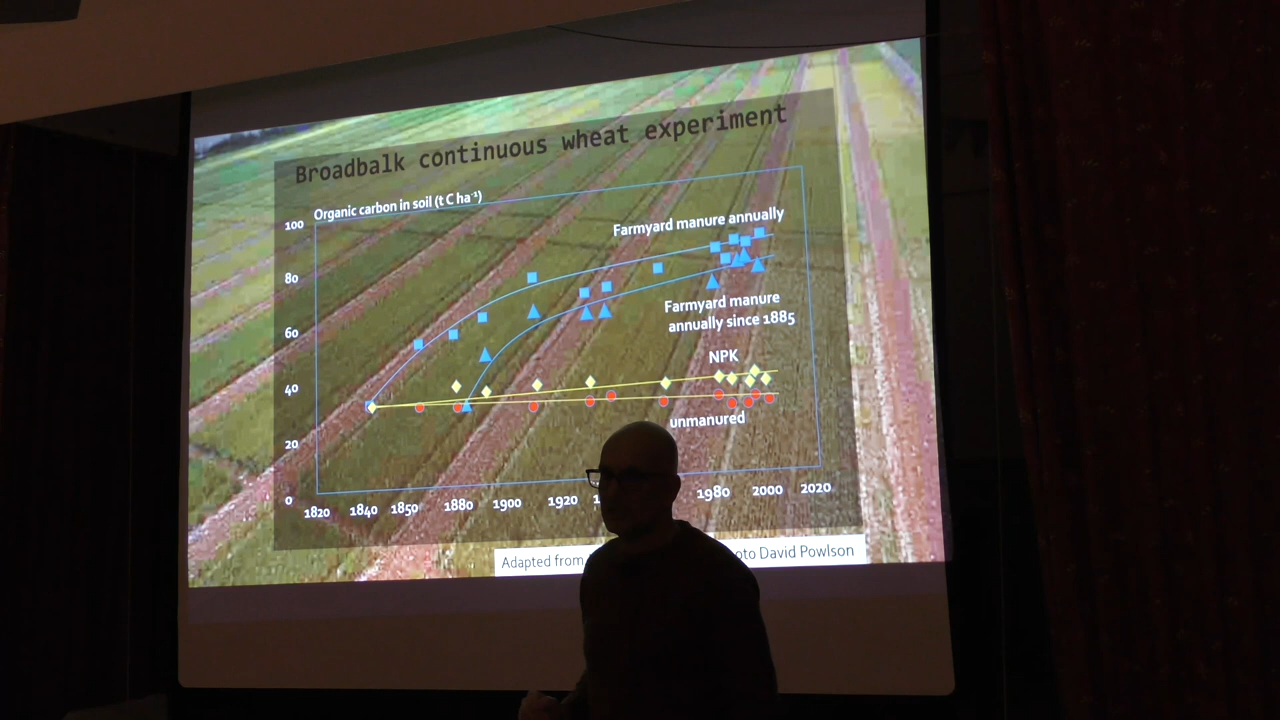 Broadbalk continuous wheat experiment
Organic carbon in soil (t C ha⁻¹)
100
80
60
40
20
0
Farmyard manure annually
Farmyard manure
annually since 1885
NPK
unmanured
1820 1840 1850 1880 1900 1920 1980 2000 2020
Adapted from David Powlson